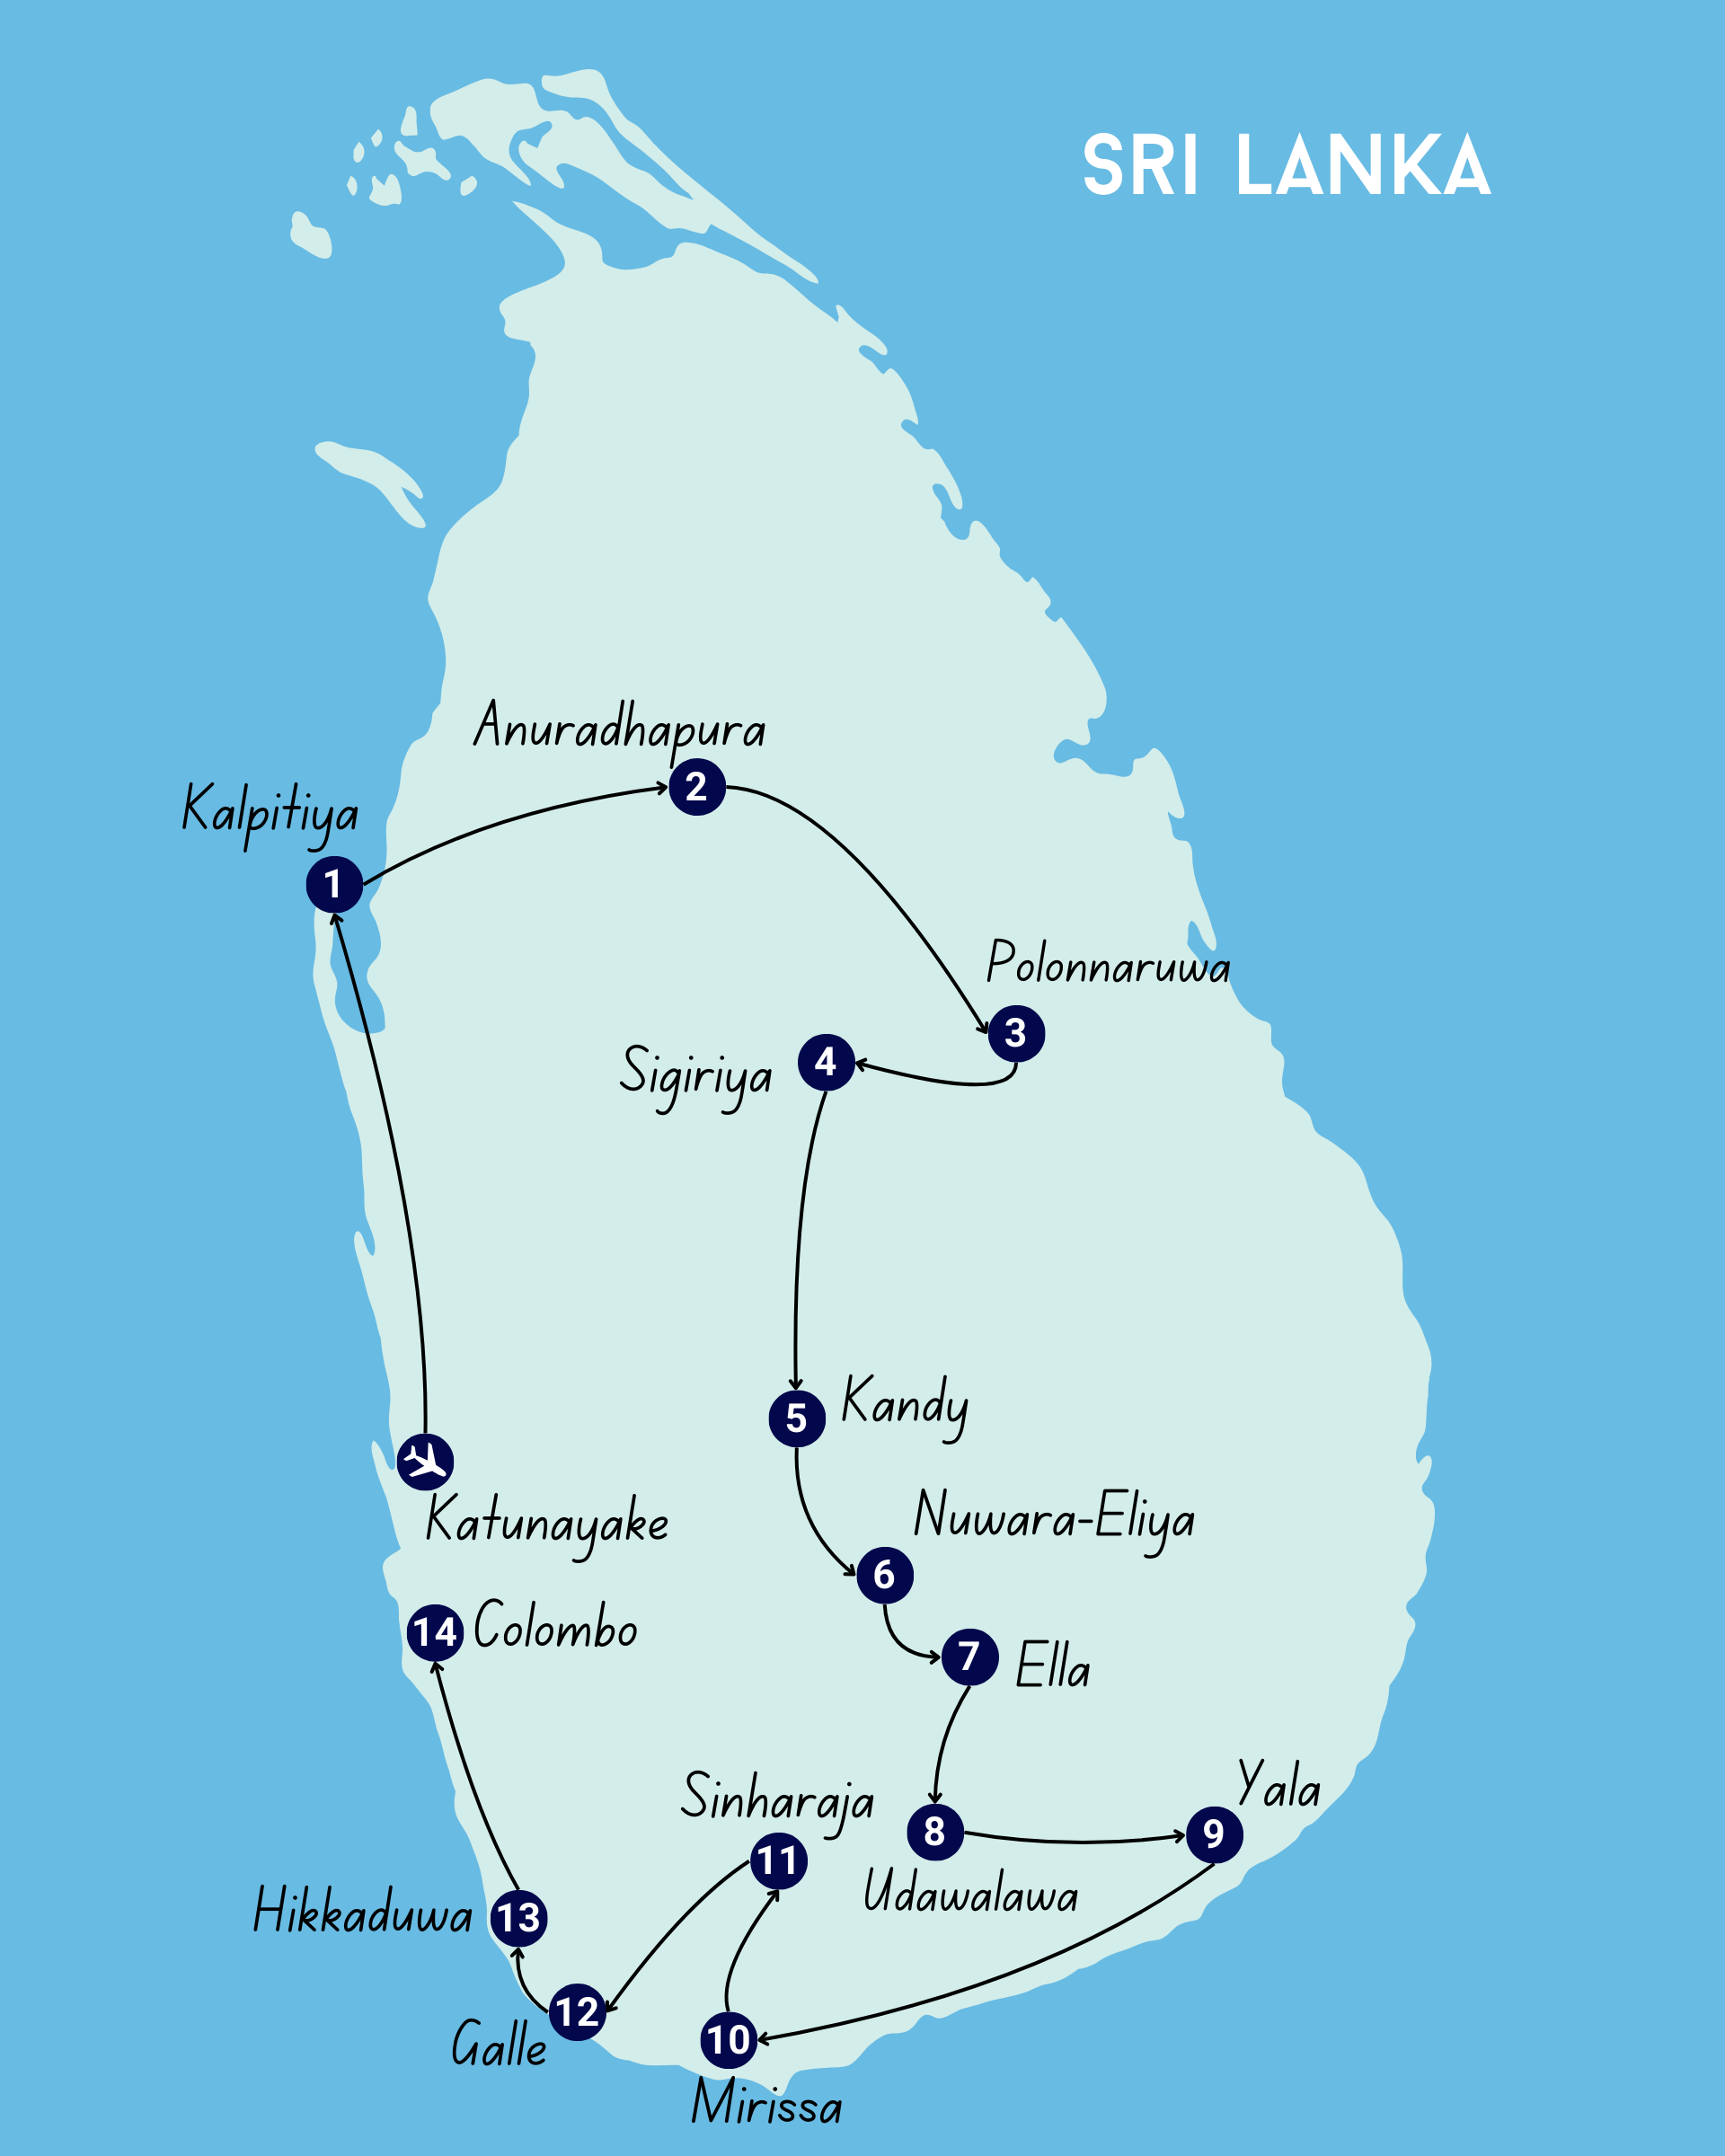 SRI LANKA
Anuradhapura
2
Kalpitiya
1
Polonnaruwa
3
Sigiriya
4
Kandy
5
Nuwara-Eliya
6
Katunayake
14
Colombo
7
Ella
Sinharaja
11
Yala
8
9
Udawalawa
Hikkaduwa
13
12
Galle
10
Mirissa